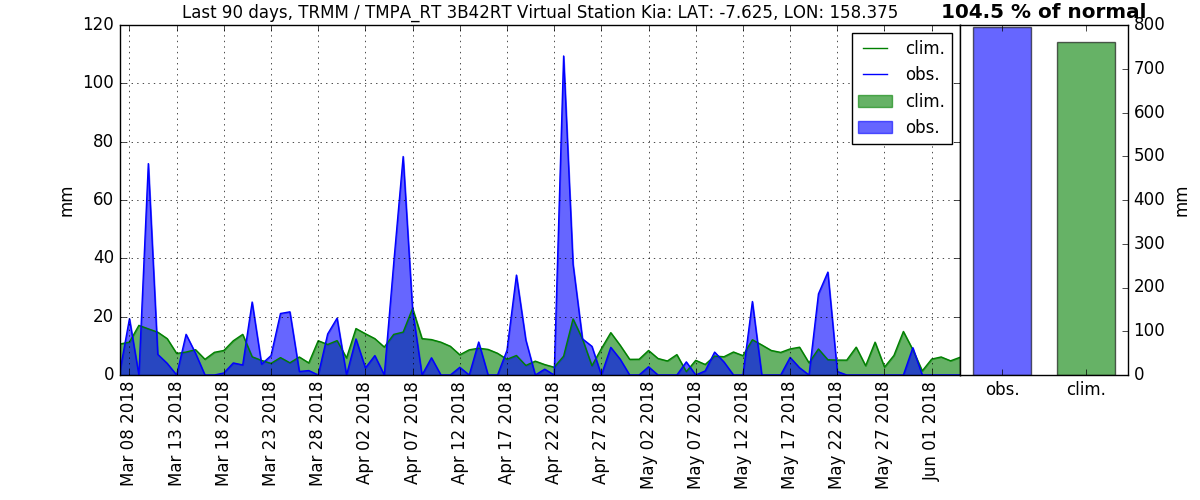 Last 90 days, TRMM / TMPA_RT 3B42RT Virtual Station Kia: LAT: -7.625, LON: 158.375
104.5 % of normal
120
100
80
60
40
20
0
mm
clim.
obs.
clim.
obs.
800
700
600
500
400
300
200
100
0
mm
Mar 08 2018
Mar 13 2018
Mar 18 2018
Mar 23 2018
Mar 28 2018
Apr 02 2018
Apr 07 2018
Apr 12 2018
Apr 17 2018
Apr 22 2018
Apr 27 2018
May 02 2018
May 07 2018
May 12 2018
May 17 2018
May 22 2018
May 27 2018
Jun 01 2018
obs.
clim.